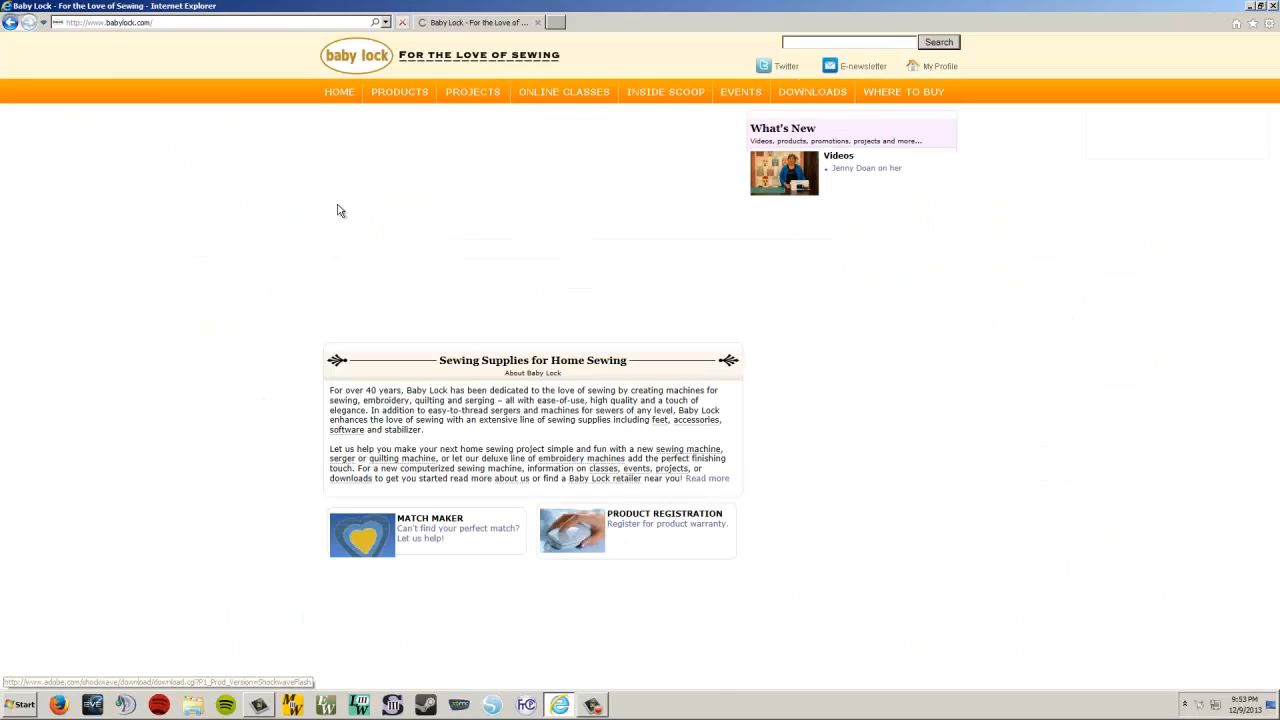 Baby Lock - For the Love of Sewing - Internet Explorer
http://www.babylock.com/
Baby Lock - For the Love of ...
baby lock
FOR THE LOVE OF SEWING
Search
Twitter
E-newsletter
My Profile
HOME PRODUCTS PROJECTS ONLINE CLASSES INSIDE SCOOP EVENTS DOWNLOADS WHERE TO BUY
What's New
Videos, products, promotions, projects and more...
Videos
Jenny Doan on her
Sewing Supplies for Home Sewing
About Baby Lock
For over 40 years, Baby Lock has been dedicated to the love of sewing by creating machines for
sewing, embroidery, quilting and serging – all with ease-of-use, high quality and a touch of
elegance. In addition to easy-to-thread sergers and machines for sewers of any level, Baby Lock
enhances the love of sewing with an extensive line of sewing supplies including feet, accessories,
software and stabilizer.
Let us help you make your next home sewing project simple and fun with a new sewing machine,
serger or quilting machine, or let our deluxe line of embroidery machines add the perfect finishing
touch. For a new computerized sewing machine, information on classes, events, projects, or
downloads to get you started read more about us or find a Baby Lock retailer near you! Read more
MATCH MAKER
Can't find your perfect match?
Let us help!
PRODUCT REGISTRATION
Register for product warranty.
http://www.adobe.com/shockwave/download/download.cgi?P1_Prod_Version=ShockwaveFlash
Start
9:53 PM
12/9/2013